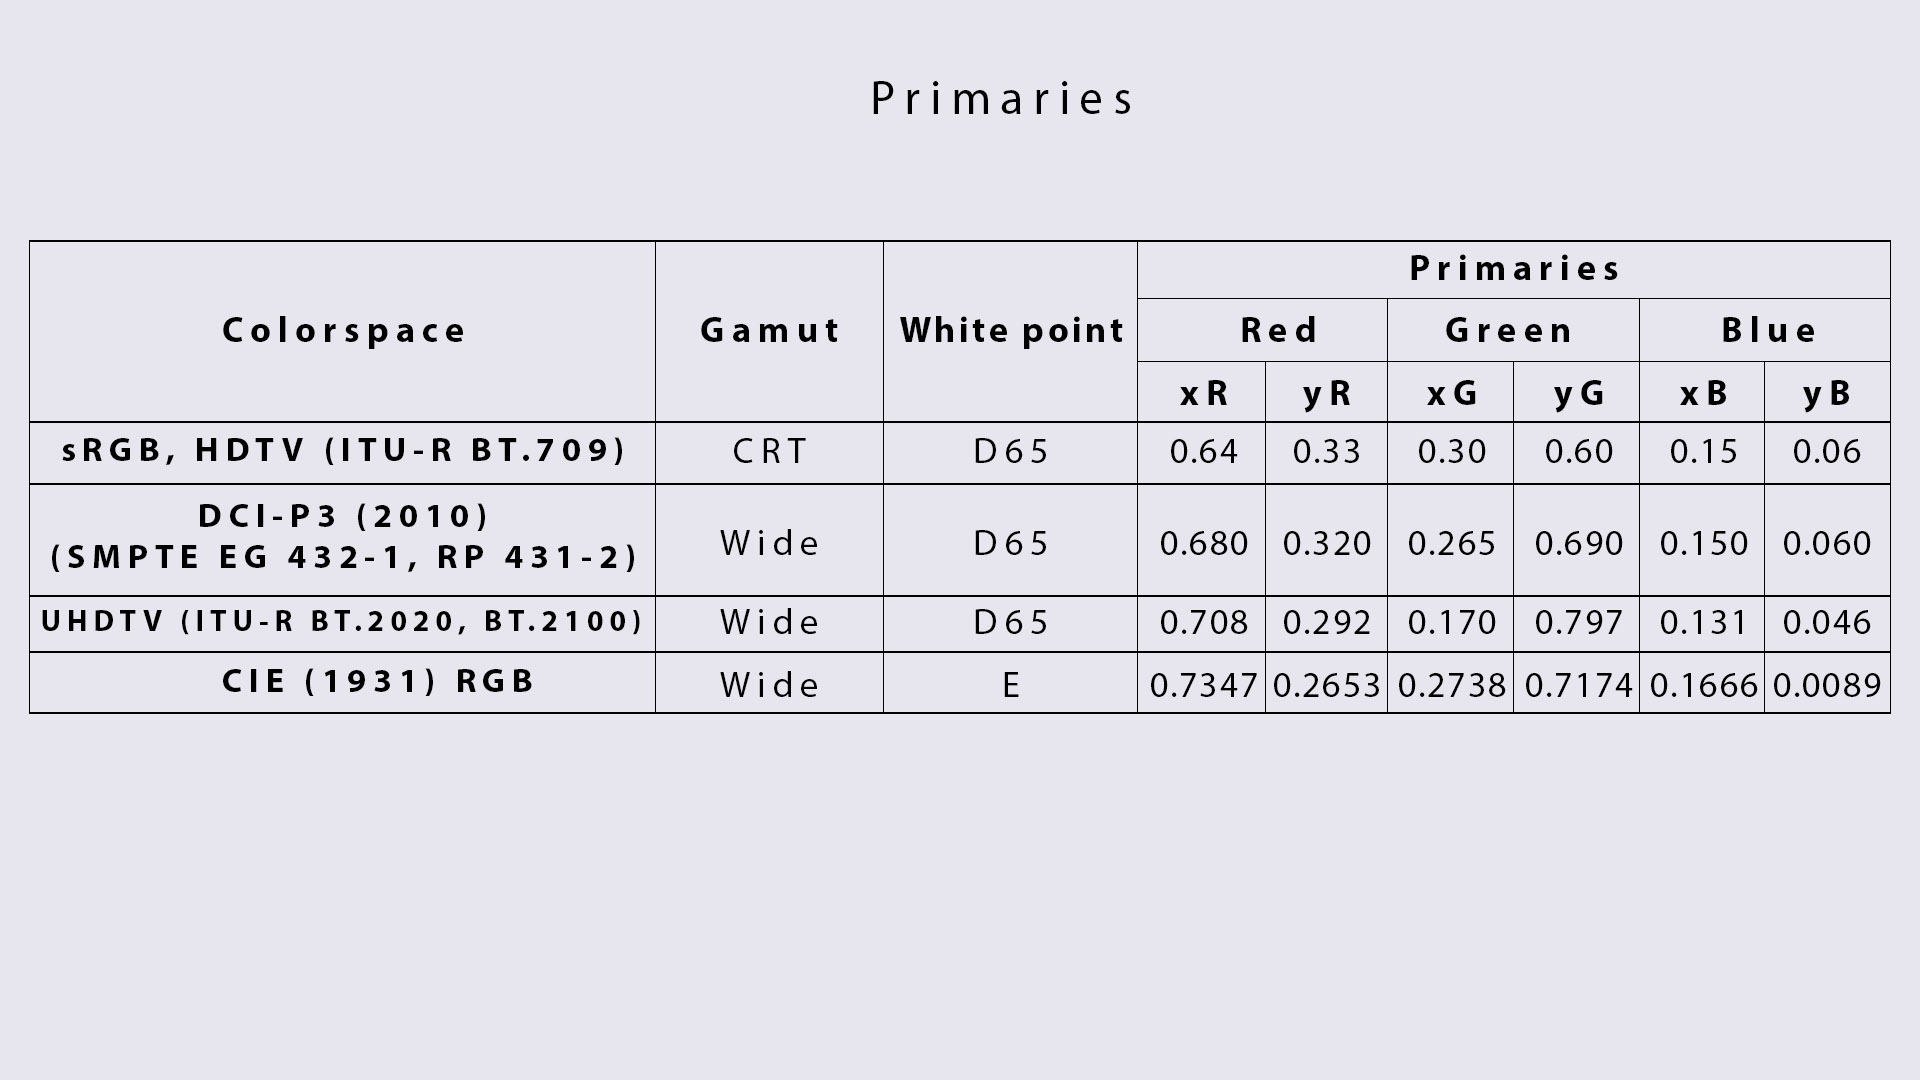 Primaries
Colorspace Gamut White point Primaries
Red Green Blue
xR yR xG yG xB yB
sRGB, HDTV (ITU-R BT.709) CRT D65 0.64 0.33 0.30 0.60 0.15 0.06
DCI-P3 (2010)
(SMPTE EG 432-1, RP 431-2) Wide D65 0.680 0.320 0.265 0.690 0.150 0.060
UHDTV (ITU-R BT.2020, BT.2100) Wide D65 0.708 0.292 0.170 0.797 0.131 0.046
CIE (1931) RGB Wide E 0.7347 0.2653 0.2738 0.7174 0.1666 0.0089